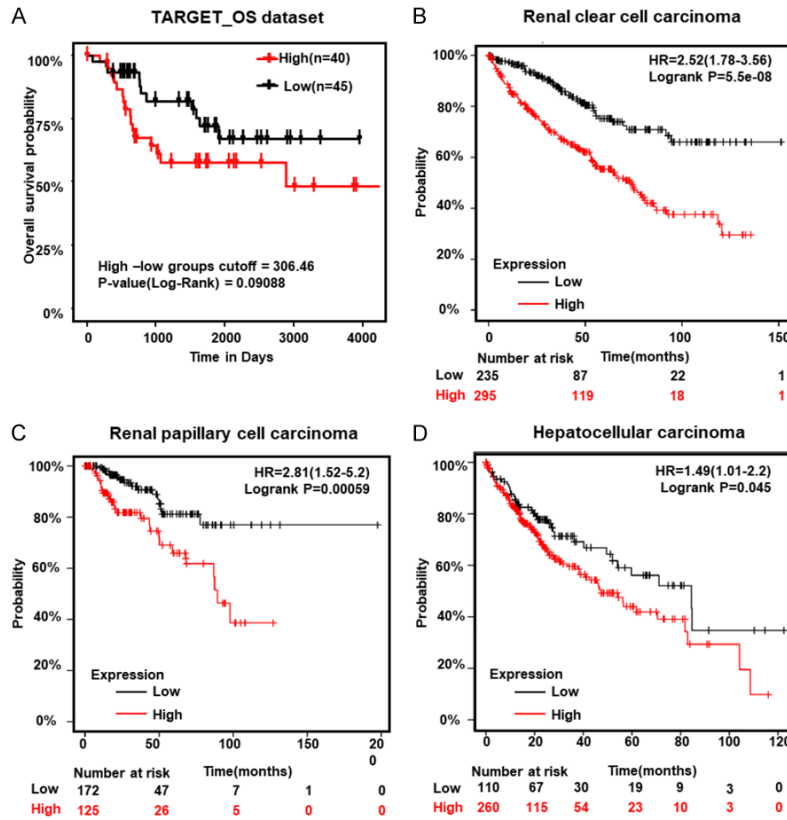 A
TARGET_OS dataset
High(n=40)
Low(n=45)
100%
75%
50%
25%
0%
Overall survival probability
High –low groups cutoff = 306.46
P-value(Log-Rank) = 0.09088
0 1000 2000 3000 4000
Time in Days
B
Renal clear cell carcinoma
HR=2.52(1.78-3.56)
Logrank P=5.5e-08
100%
80%
60%
40%
20%
0%
Probability
Expression
Low
High
0 50 100 15
Number at risk Time(months)
Low 235 87 22 1
High 295 119 18 1
C
Renal papillary cell carcinoma
HR=2.81(1.52-5.2)
Logrank P=0.00059
100%
80%
60%
40%
20%
0%
Probability
Expression
Low
High
0 50 100 150 20
0
Number at risk Time(months)
Low 172 47 7 1 0
High 125 26 5 0 0
D
Hepatocellular carcinoma
HR=1.49(1.01-2.2)
Logrank P=0.045
100%
80%
60%
40%
20%
0%
Probability
Expression
Low
High
0 20 40 60 80 100 120
Number at risk Time(months)
Low 110 67 30 19 9 3 0
High 260 115 54 23 10 3 0